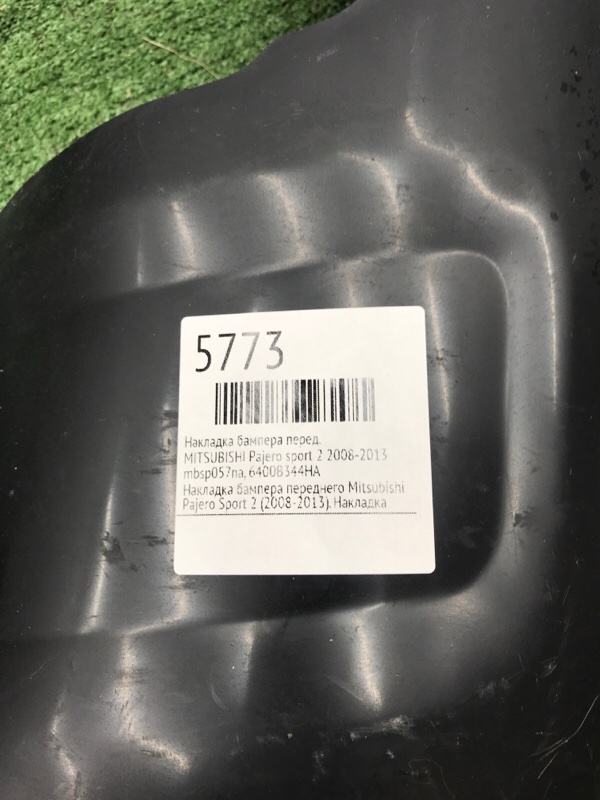 5773
Накладка бампера перед.
MITSUBISHI Pajero sport 2 2008-2013
mbsp057na, 6400B344HA
Накладка бампера переднего Mitsubishi
Pajero Sport 2 (2008-2013). Накладка